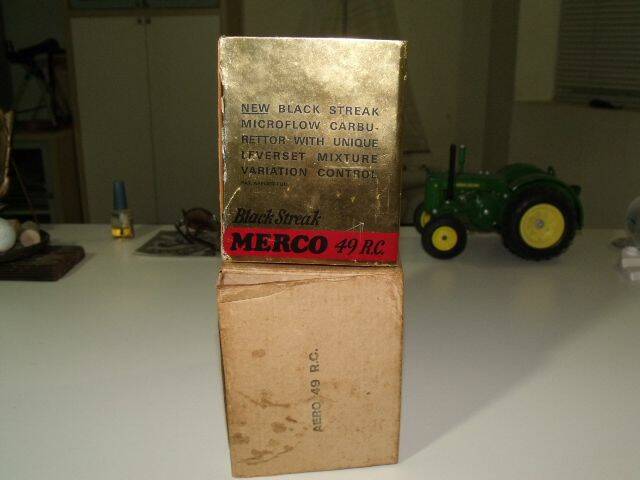 NEW BLACK STREAK
MICROFLOW CARBU-
RETTOR WITH UNIQUE
LEVERSET MIXTURE
VARIATION CONTROL
Black Streak
MERCO 49 R.C.
AERO 49 R.C.